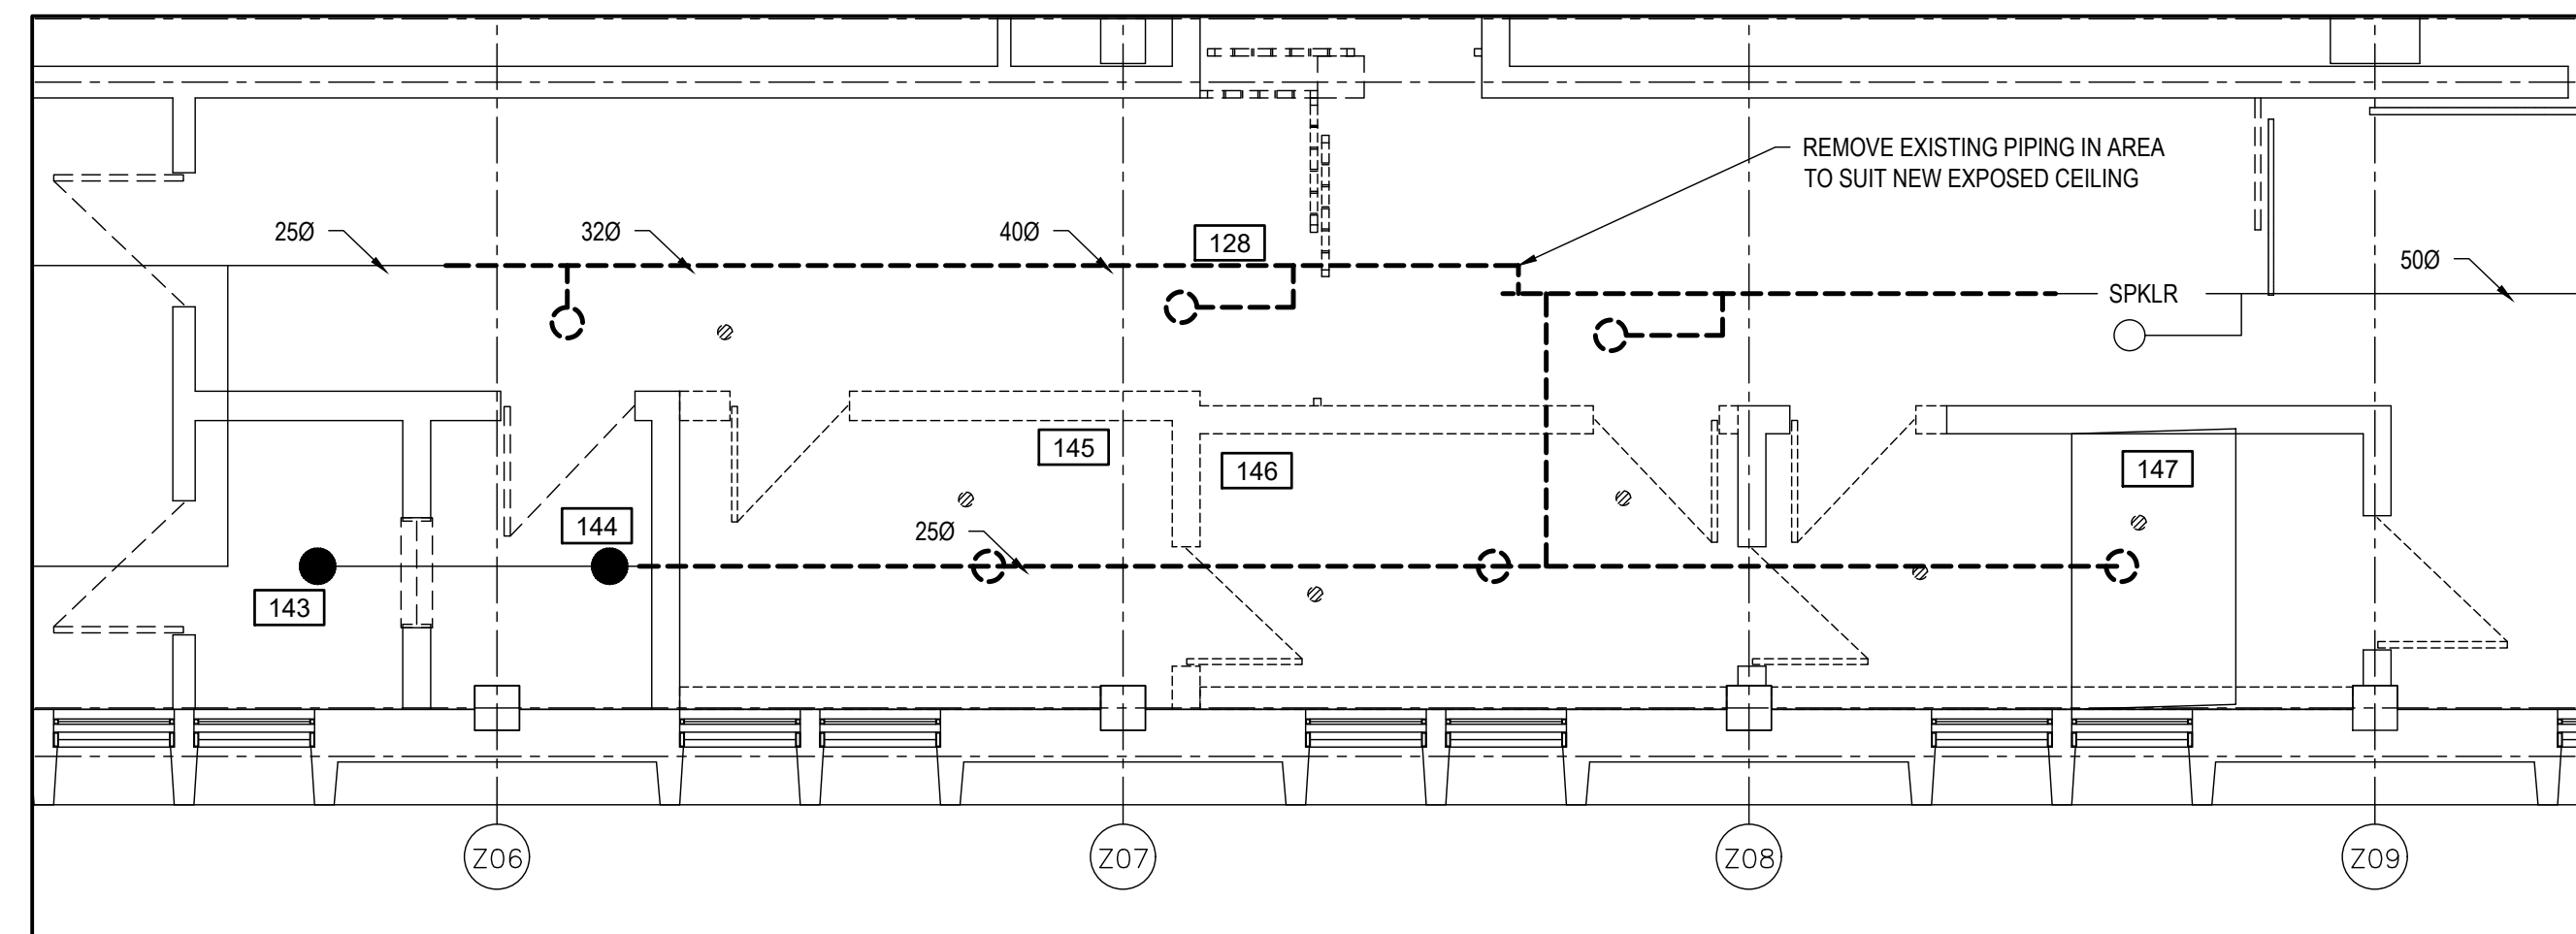 REMOVE EXISTING PIPING IN AREA
TO SUIT NEW EXPOSED CEILING
25Ø
32Ø
40Ø
128
50Ø
SPKLR
145
146
147
144
25Ø
143
Z06
Z07
Z08
Z09